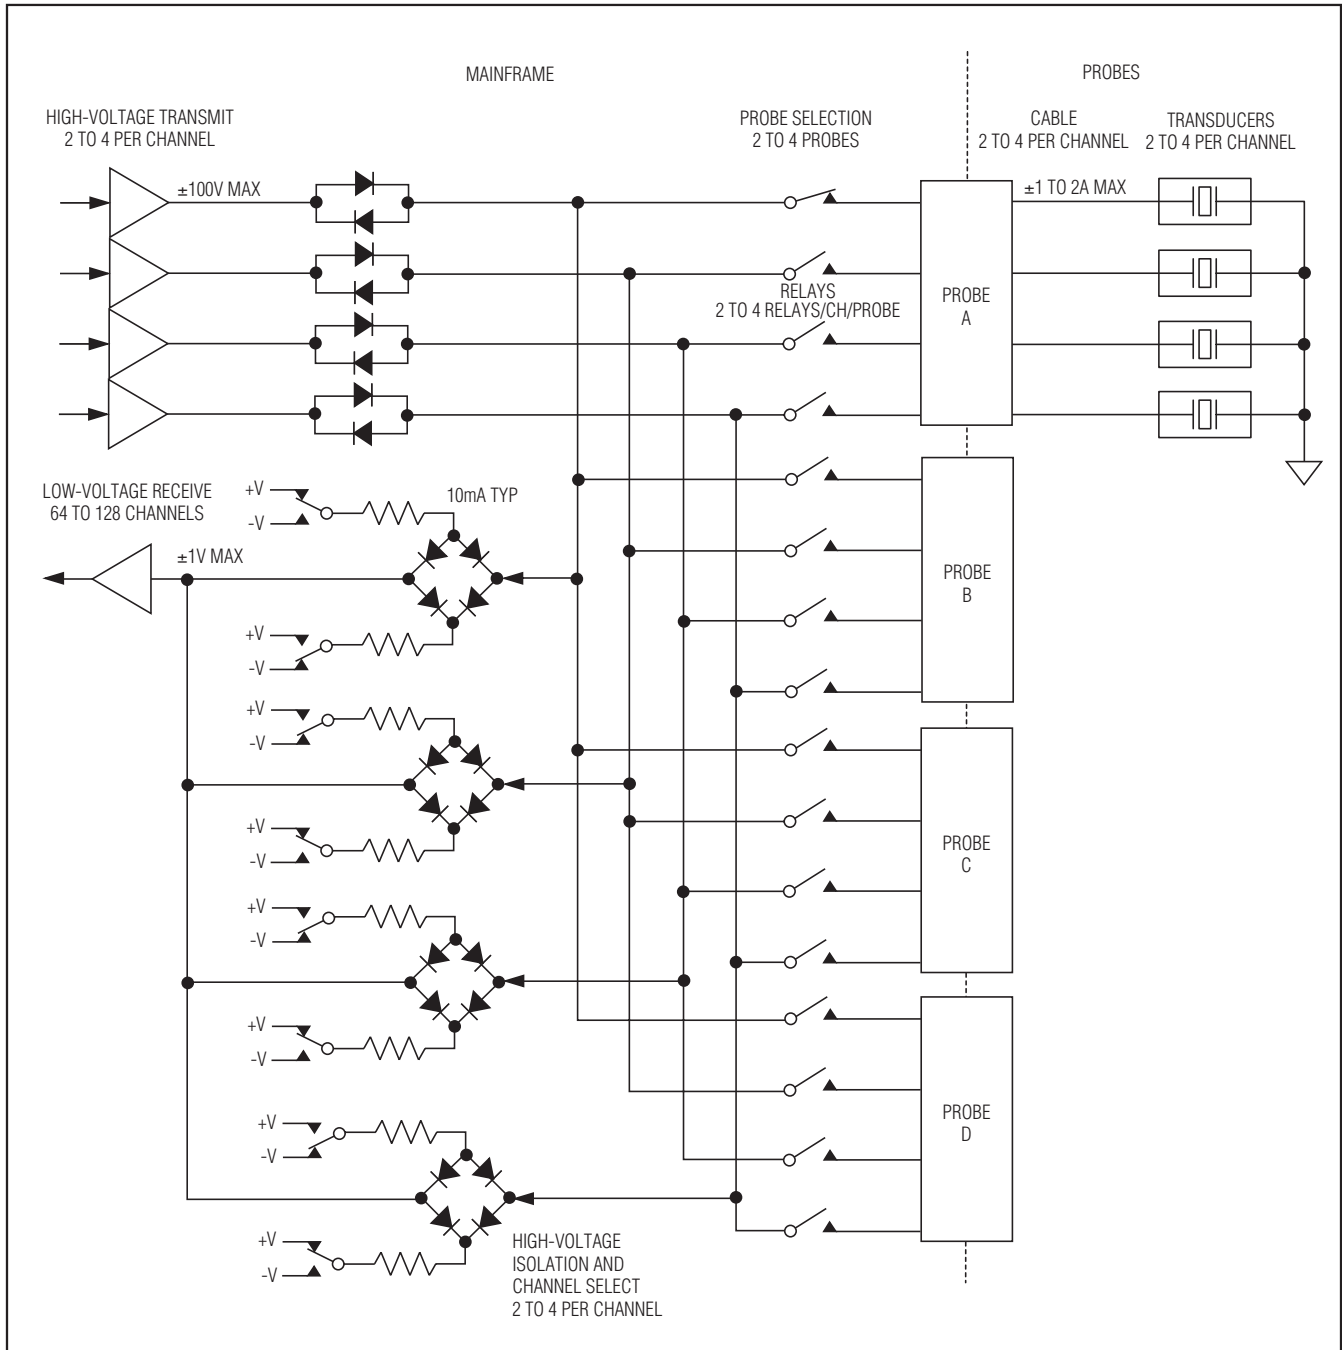 MAINFRAME
PROBES
HIGH-VOLTAGE TRANSMIT
2 TO 4 PER CHANNEL
PROBE SELECTION
2 TO 4 PROBES
CABLE
2 TO 4 PER CHANNEL
TRANSDUCERS
2 TO 4 PER CHANNEL
±100V MAX
±1 TO 2A MAX
RELAYS
2 TO 4 RELAYS/CH/PROBE
PROBE
A
LOW-VOLTAGE RECEIVE
64 TO 128 CHANNELS
+V
-V
10mA TYP
±1V MAX
PROBE
B
+V
-V
+V
-V
+V
-V
PROBE
C
+V
-V
+V
-V
PROBE
D
+V
-V
+V
-V
HIGH-VOLTAGE
ISOLATION AND
CHANNEL SELECT
2 TO 4 PER CHANNEL